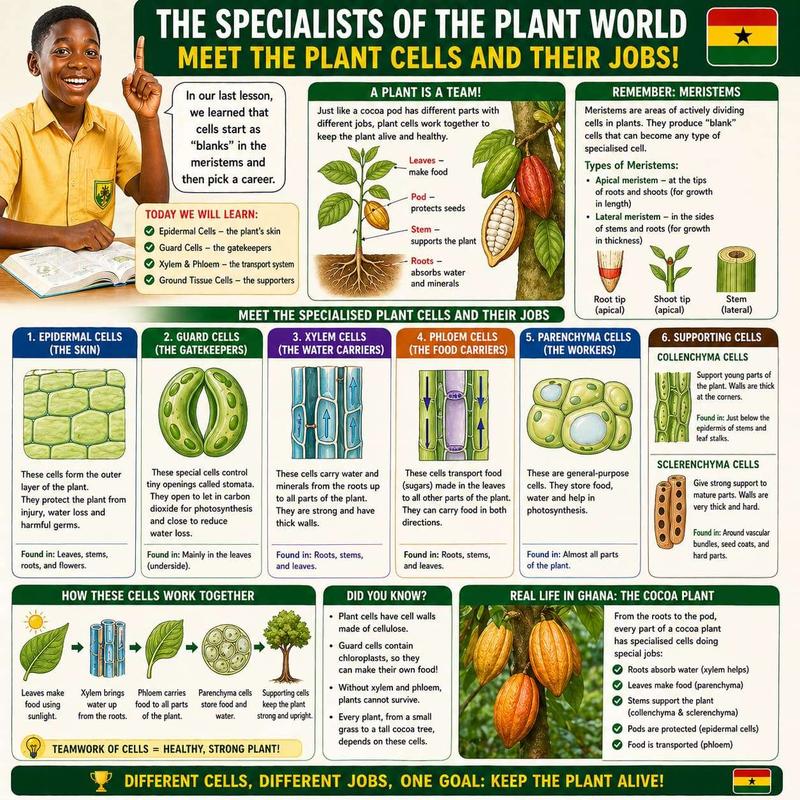 THE SPECIALISTS OF THE PLANT WORLD
MEET THE PLANT CELLS AND THEIR JOBS!
In our last lesson,
we learned that
cells start as
"blanks" in the
meristems and
then pick a career.
TODAY WE WILL LEARN:
Epidermal Cells – the plant's skin
Guard Cells – the gatekeepers
Xylem & Phloem – the transport system
Ground Tissue Cells – the supporters
A PLANT IS A TEAM!
Just like a cocoa pod has different parts with
different jobs, plant cells work together to
keep the plant alive and healthy.
Leaves –
make food
Pod –
protects seeds
Stem –
supports the plant
Roots –
absorbs water
and minerals
REMEMBER: MERISTEMS
Meristems are areas of actively dividing
cells in plants. They produce "blank"
cells that can become any type of
specialised cell.
Types of Meristems:
• Apical meristem – at the tips
of roots and shoots (for growth
in length)
• Lateral meristem – in the sides
of stems and roots (for growth
in thickness)
Root tip
(apical)
Shoot tip
(apical)
Stem
(lateral)
MEET THE SPECIALISED PLANT CELLS AND THEIR JOBS
1. EPIDERMAL CELLS
(THE SKIN)
These cells form the outer
layer of the plant.
They protect the plant from
injury, water loss and
harmful germs.
Found in: Leaves, stems,
roots, and flowers.
2. GUARD CELLS
(THE GATEKEEPERS)
These special cells control
tiny openings called stomata.
They open to let in carbon
dioxide for photosynthesis
and close to reduce
water loss.
Found in: Mainly in the leaves
(underside).
3. XYLEM CELLS
(THE WATER CARRIERS)
These cells carry water and
minerals from the roots up
to all parts of the plant.
They are strong and have
thick walls.
Found in: Roots, stems,
and leaves.
4. PHLOEM CELLS
(THE FOOD CARRIERS)
These cells transport food
(sugars) made in the leaves
to all other parts of the plant.
They can carry food in both
directions.
Found in: Roots, stems,
and leaves.
5. PARENCHYMA CELLS
(THE WORKERS)
These are general-purpose
cells. They store food,
water and help in
photosynthesis.
Found in: Almost all parts
of the plant.
6. SUPPORTING CELLS
COLLENCHYMA CELLS
Support young parts of
the plant. Walls are thick
at the corners.
Found in: Just below the
epidermis of stems and
leaf stalks.
SCLERENCHYMA CELLS
Give strong support to
mature parts. Walls are
very thick and hard.
Found in: Around vascular
bundles, seed coats, and
hard parts.
HOW THESE CELLS WORK TOGETHER
Leaves make
food using
sunlight.
Xylem brings
water up
from the roots.
Phloem carries
food to all parts
of the plant.
Parenchyma cells
store food and
water.
Supporting cells
keep the plant
strong and upright.
TEAMWORK OF CELLS = HEALTHY, STRONG PLANT!
DID YOU KNOW?
• Plant cells have cell walls
made of cellulose.
• Guard cells contain
chloroplasts, so they
can make their own food!
• Without xylem and phloem,
plants cannot survive.
• Every plant, from a small
grass to a tall cocoa tree,
depends on these cells.
REAL LIFE IN GHANA: THE COCOA PLANT
From the roots to the pod,
every part of a cocoa plant
has specialised cells doing
special jobs:
Roots absorb water (xylem helps)
Leaves make food (parenchyma)
Stems support the plant
(collenchyma & sclerenchyma)
Pods are protected (epidermal cells)
Food is transported (phloem)
DIFFERENT CELLS, DIFFERENT JOBS, ONE GOAL: KEEP THE PLANT ALIVE!